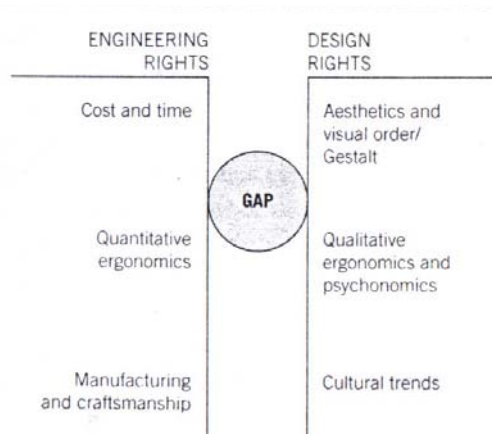 ENGINEERING
RIGHTS
Cost and time
Quantitative
ergonomics
Manufacturing
and craftsmanship
GAP
DESIGN
RIGHTS
Aesthetics and
visual order/
Gestalt
Qualitative
ergonomics and
psychonomics
Cultural trends